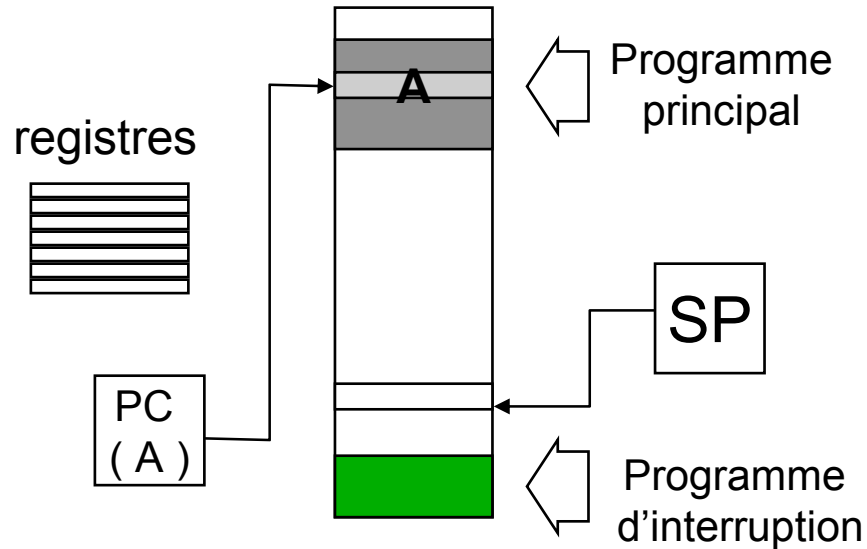 A
Programme
principal
registres
SP
PC
( A )
Programme
d'interruption